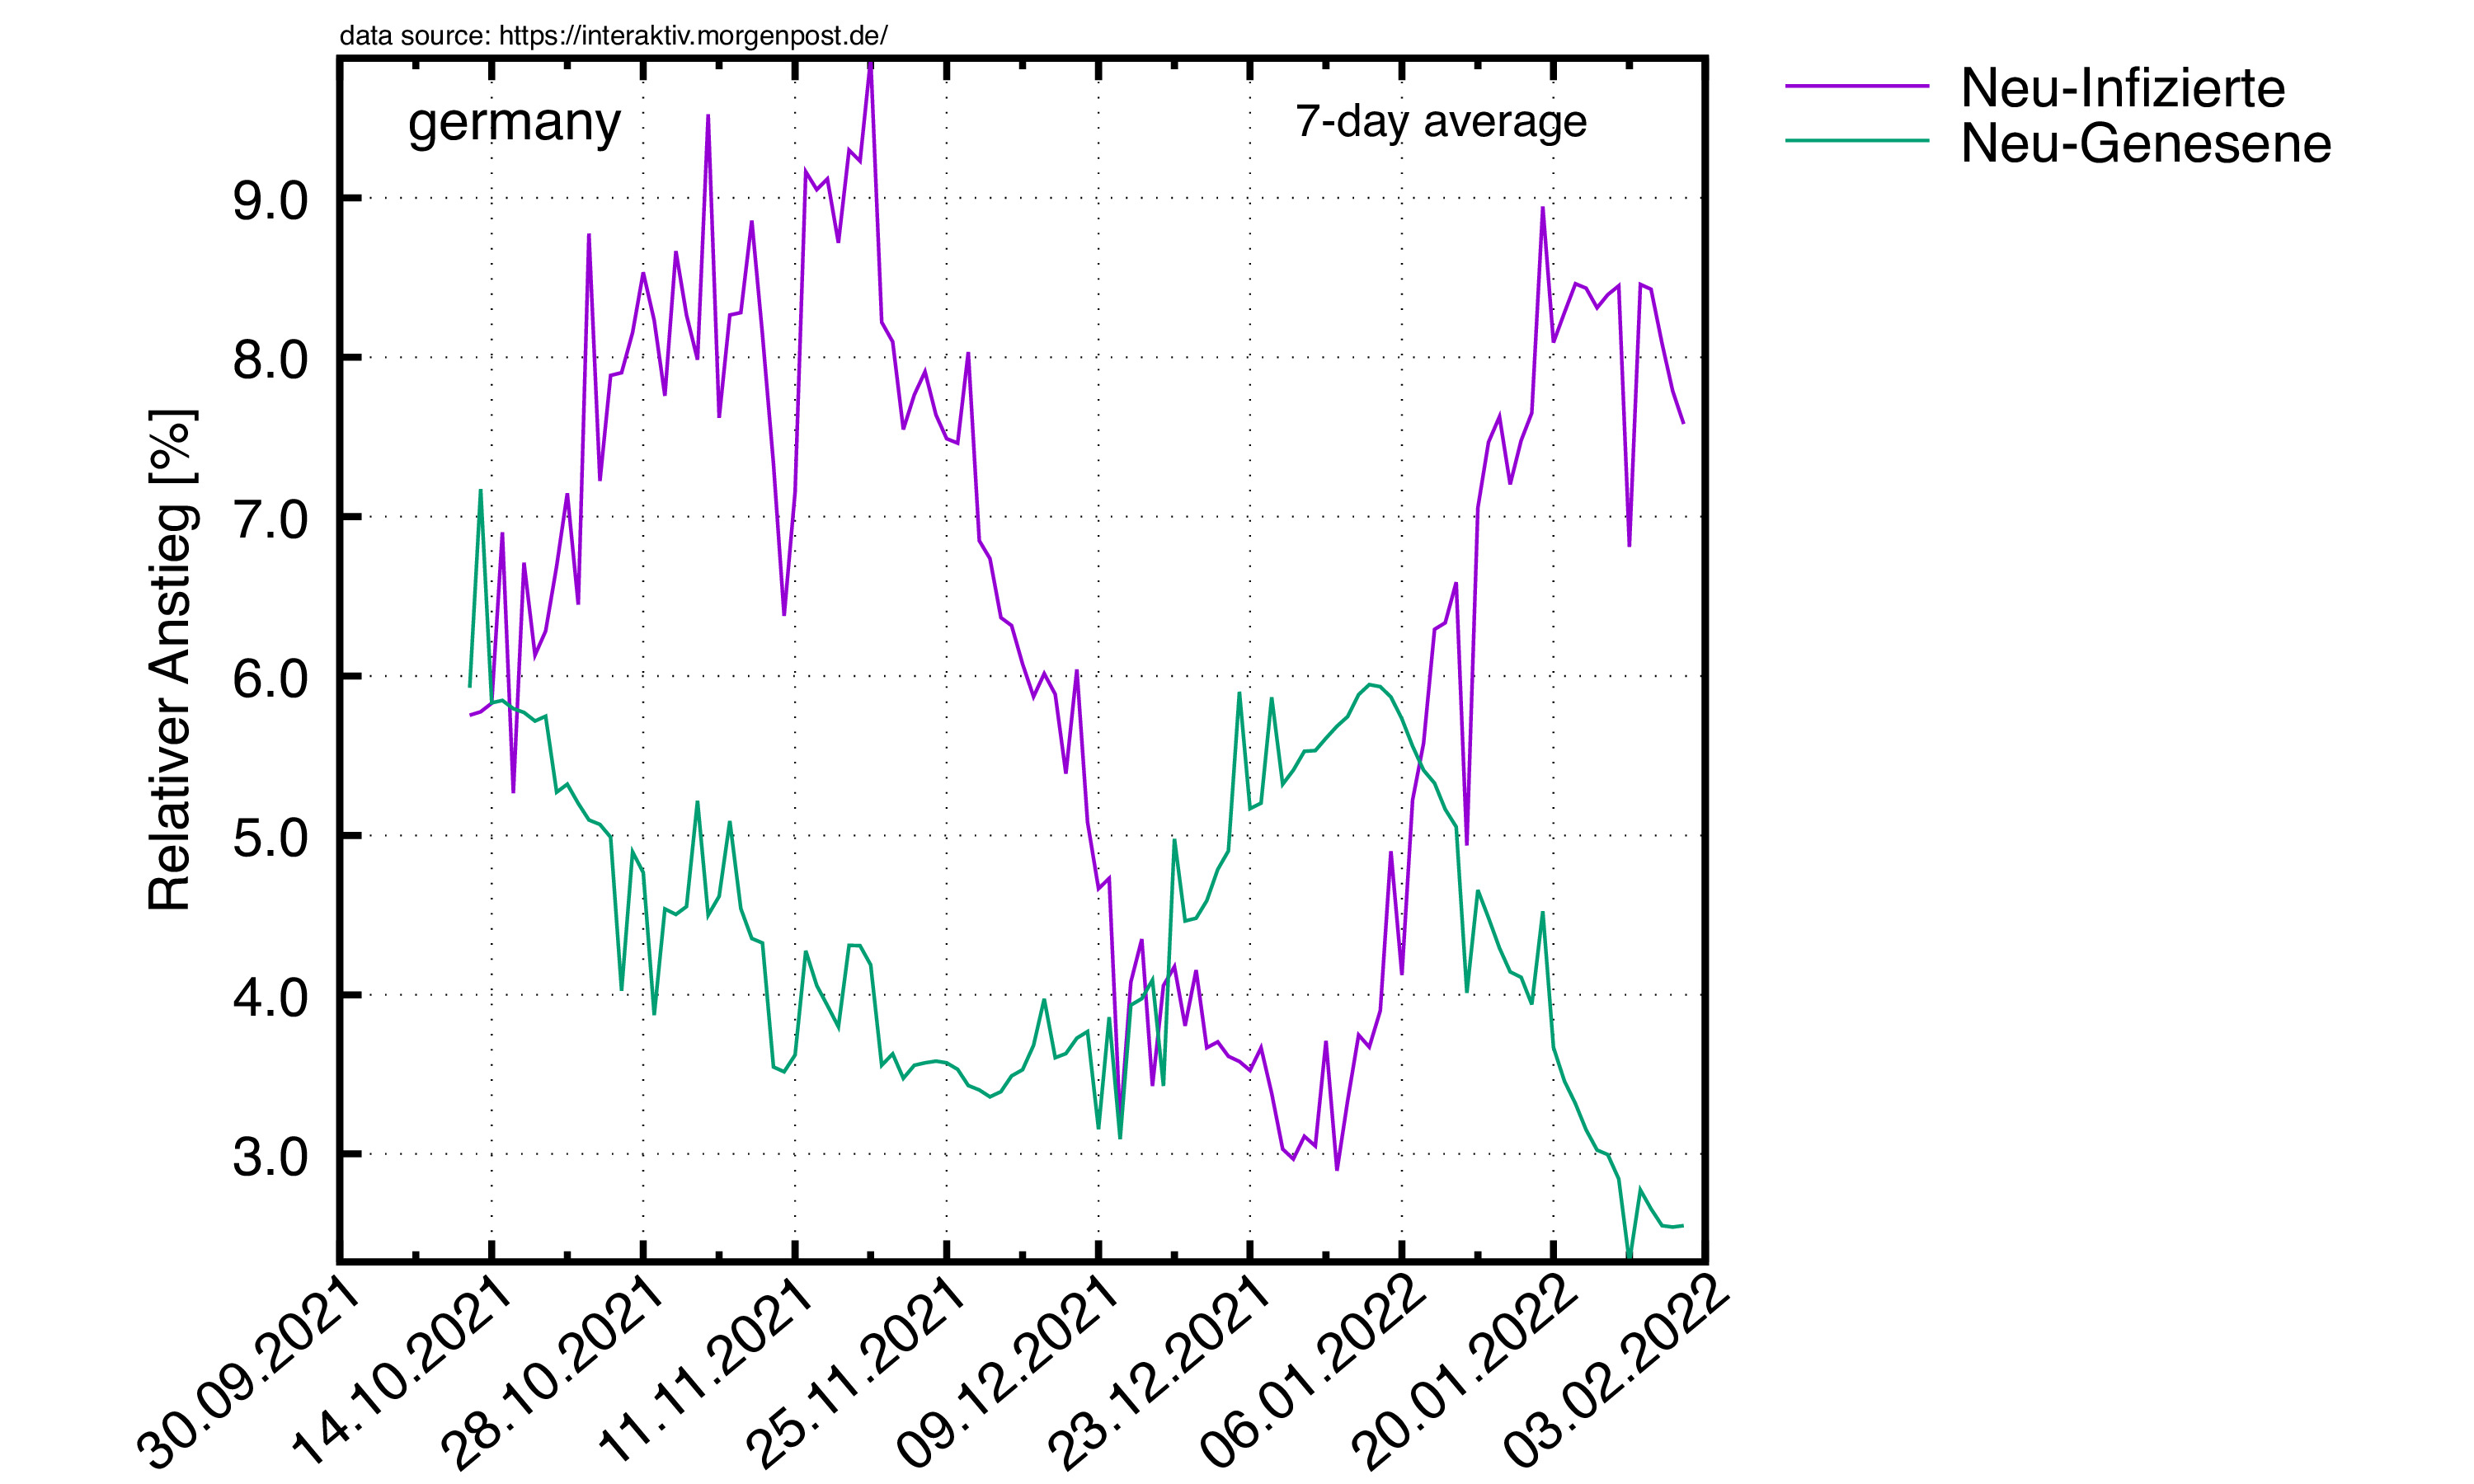 data source: https://interaktiv.morgenpost.de/
germany
7-day average
Neu-Infizierte
Neu-Genesene
Relativer Anstieg [%]
9.0
8.0
7.0
6.0
5.0
4.0
3.0
30.09.2021
14.10.2021
28.10.2021
11.11.2021
25.11.2021
09.12.2021
23.12.2021
06.01.2022
20.01.2022
03.02.2022